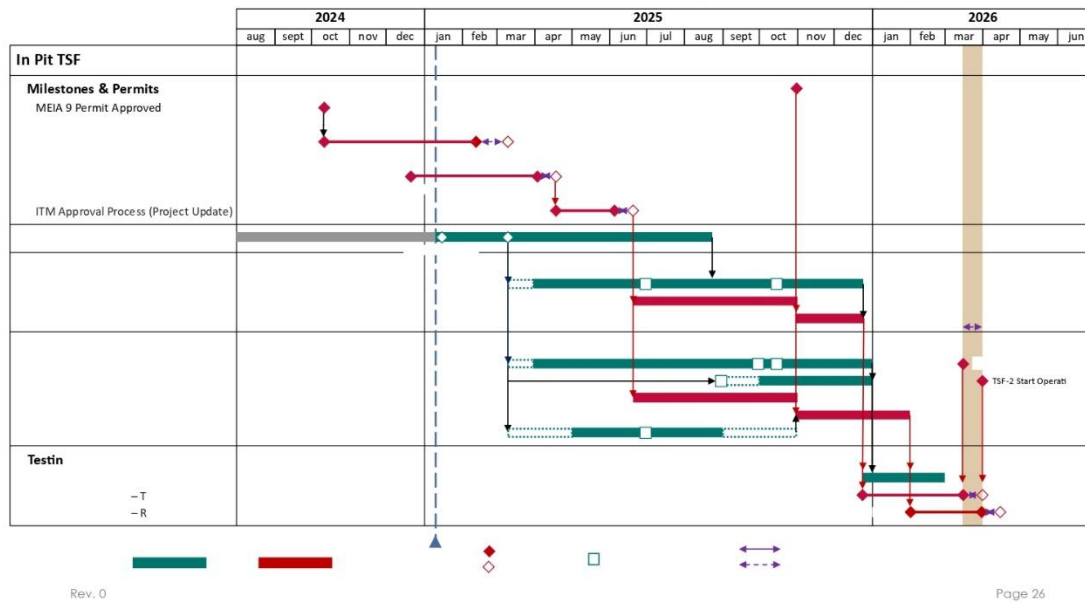 2024 2025 2026
aug sept oct nov dec jan feb mar apr may jun jul aug sept oct nov dec jan feb mar apr may jun
In Pit TSF
Milestones & Permits
MEIA 9 Permit Approved
ITM Approval Process (Project Update)
TSF-2 Start Operati
Testin
– T
– R
Rev. 0 Page 26